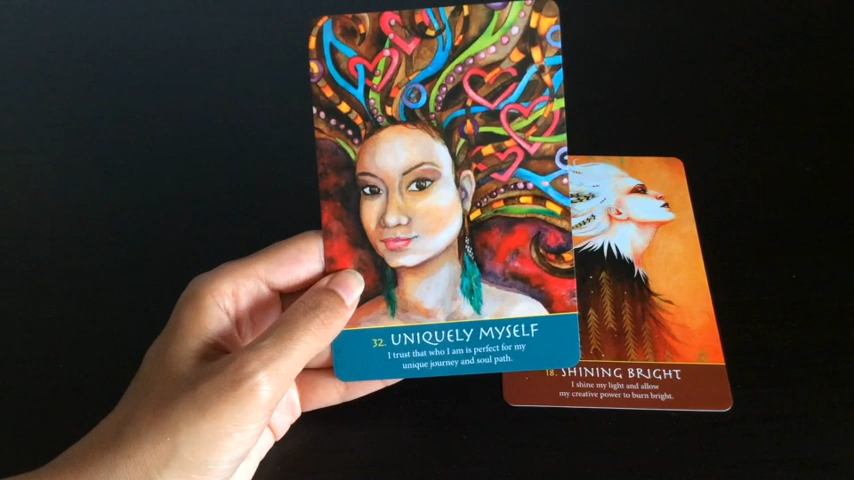 32. UNIQUELY MYSELF
I trust that who I am is perfect for my
unique journey and soul path.
18. SHINING BRIGHT
I shine my light and allow
my creative power to burn bright.